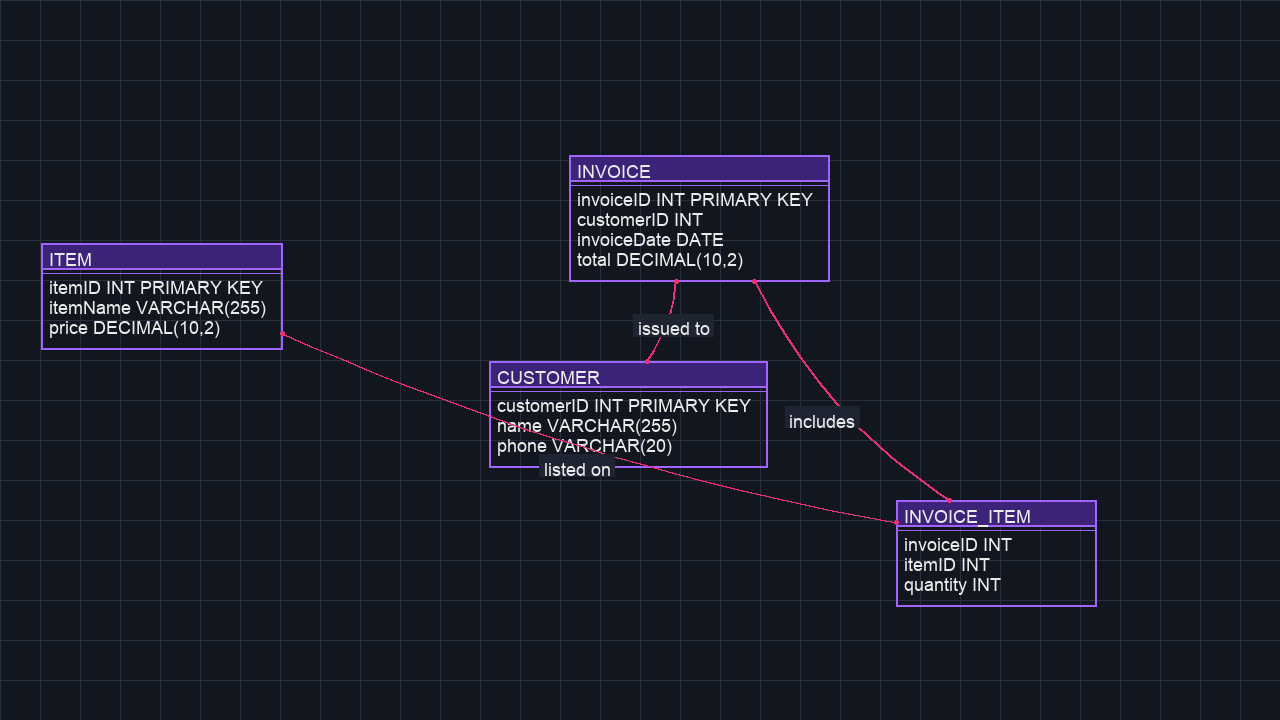 INVOICE
invoiceID INT PRIMARY KEY
customerID INT
invoiceDate DATE
total DECIMAL(10,2)
ITEM
itemID INT PRIMARY KEY
itemName VARCHAR(255)
price DECIMAL(10,2)
issued to
CUSTOMER
customerID INT PRIMARY KEY
name VARCHAR(255)
phone VARCHAR(20)
includes
listed on
INVOICE_ITEM
invoiceID INT
itemID INT
quantity INT